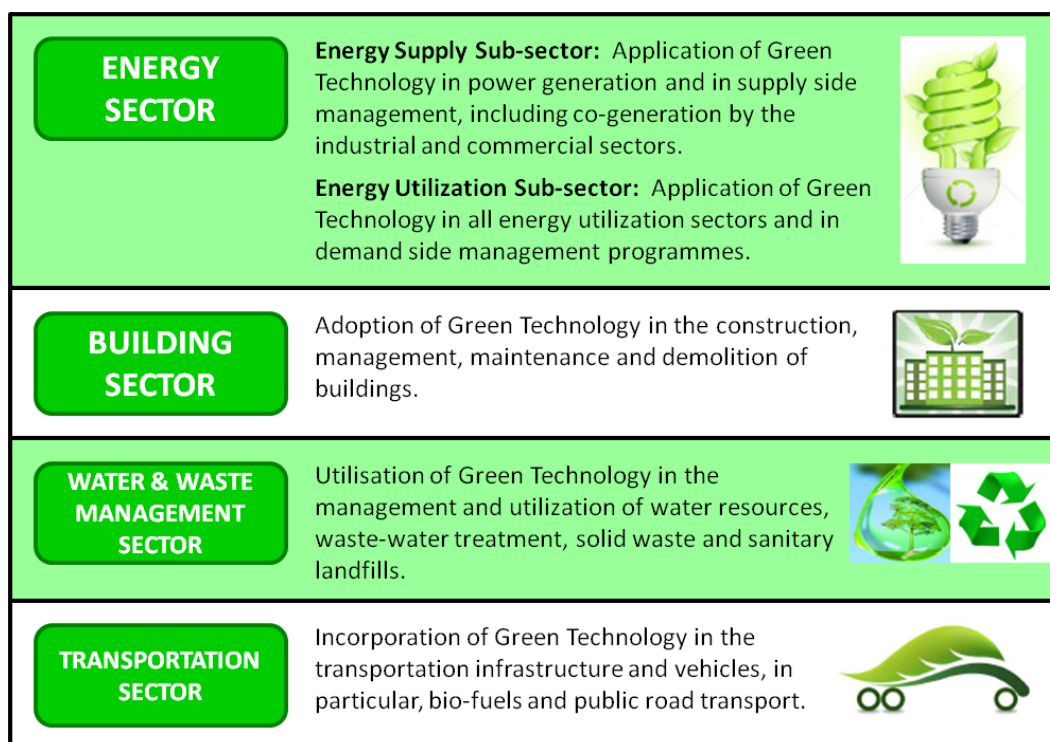 ENERGY
SECTOR
Energy Supply Sub-sector: Application of Green
Technology in power generation and in supply side
management, including co-generation by the
industrial and commercial sectors.
Energy Utilization Sub-sector: Application of Green
Technology in all energy utilization sectors and in
demand side management programmes.
BUILDING
SECTOR
Adoption of Green Technology in the construction,
management, maintenance and demolition of
buildings.
WATER & WASTE
MANAGEMENT
SECTOR
Utilisation of Green Technology in the
management and utilization of water resources,
waste-water treatment, solid waste and sanitary
landfills.
TRANSPORTATION
SECTOR
Incorporation of Green Technology in the
transportation infrastructure and vehicles, in
particular, bio-fuels and public road transport.